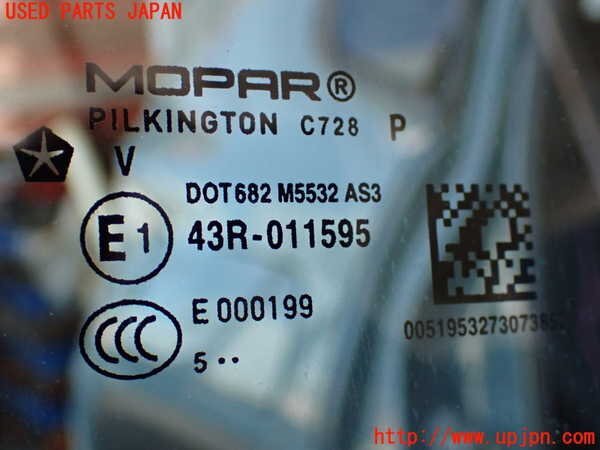 USED PARTS JAPAN
MOPAR®
PILKINGTON C728 P
V
DOT682 M5532 AS3
E1 43R-011595
CCC E 000199
5 ••
http://www.upjpn.com/